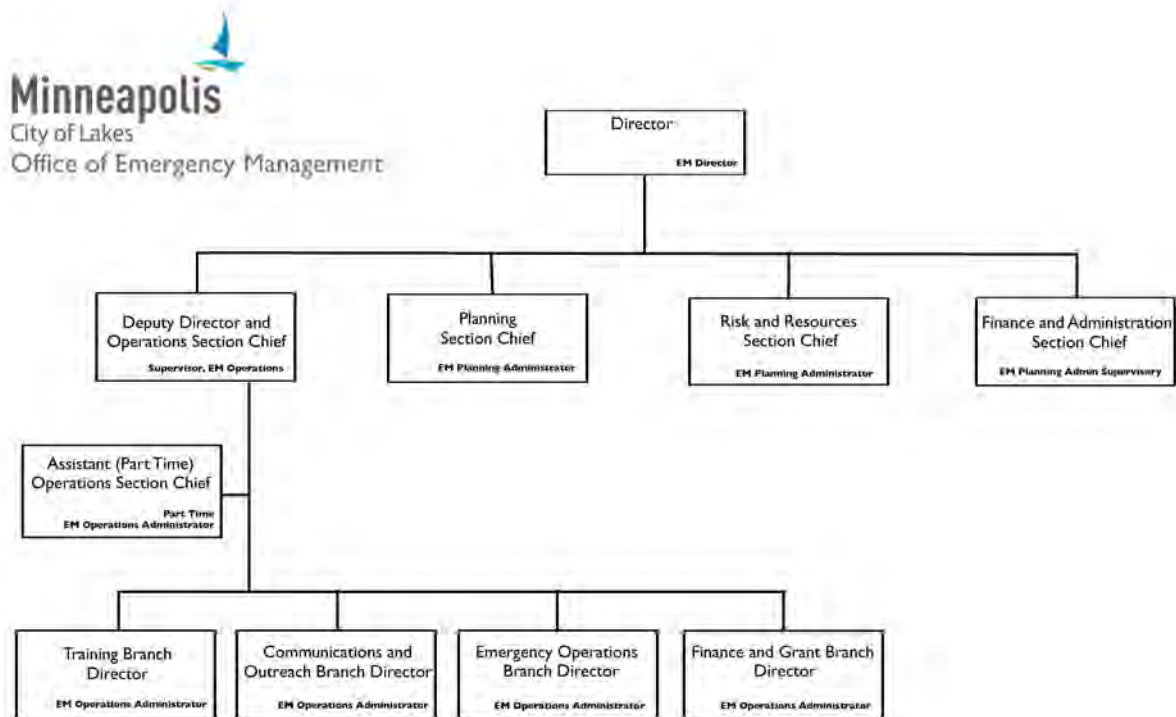 Minneapolis
City of Lakes
Office of Emergency Management
Director
EM Director
Deputy Director and
Operations Section Chief
Supervisor, EM Operations
Planning
Section Chief
EM Planning Administrator
Risk and Resources
Section Chief
EM Planning Administrator
Finance and Administration
Section Chief
EM Planning Admin Supervisory
Assistant (Part Time)
Operations Section Chief
Part Time
EM Operations Administrator
Training Branch
Director
EM Operations Administrator
Communications and
Outreach Branch Director
EM Operations Administrator
Emergency Operations
Branch Director
EM Operations Administrator
Finance and Grant Branch
Director
EM Operations Administrator